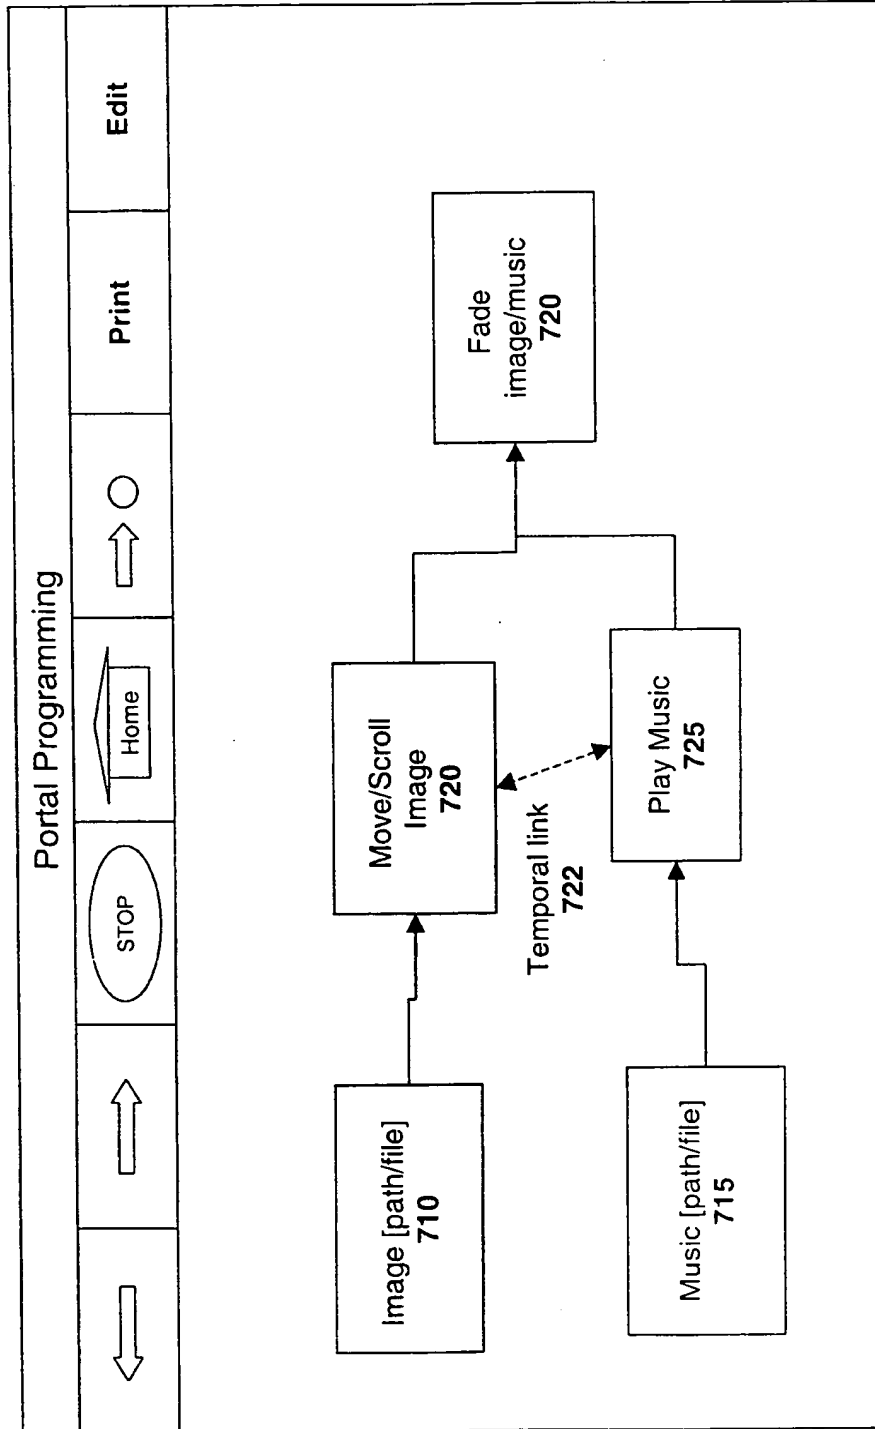 Portal Programming
STOP
Home
Print
Edit
Image [path/file]
710
Move/Scroll
Image
720
Fade
image/music
720
Temporal link
722
Music [path/file]
715
Play Music
725